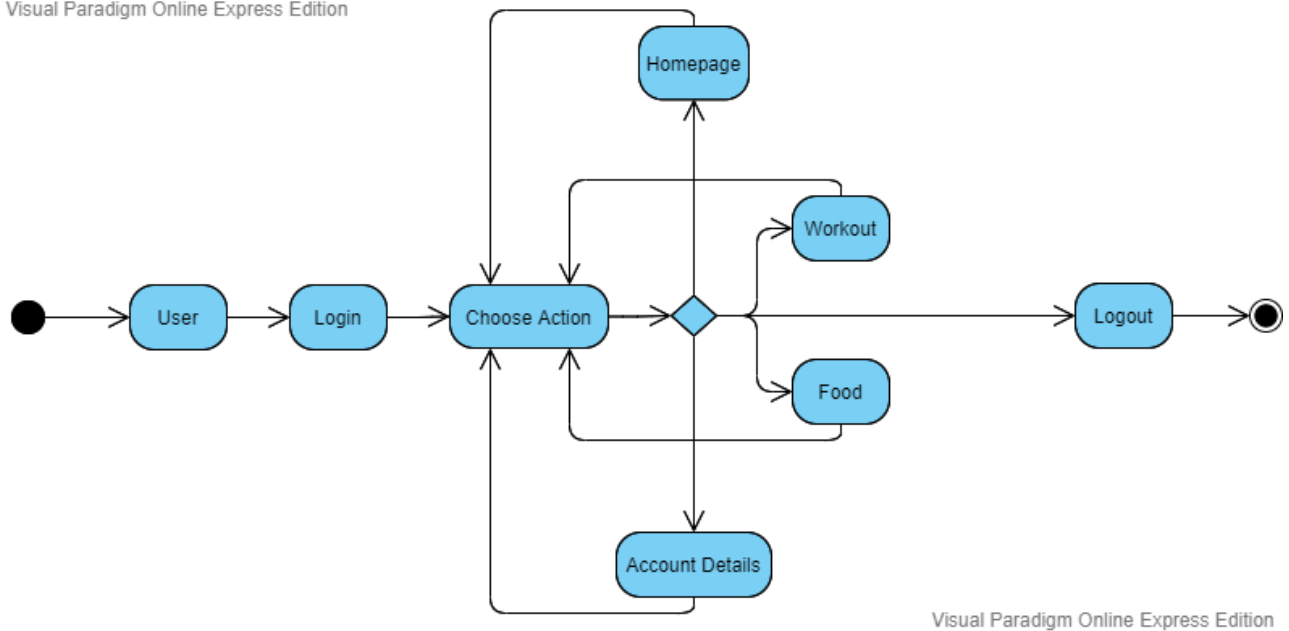 Visual Paradigm Online Express Edition
Homepage
Workout
User
Login
Choose Action
Logout
Food
Account Details
Visual Paradigm Online Express Edition